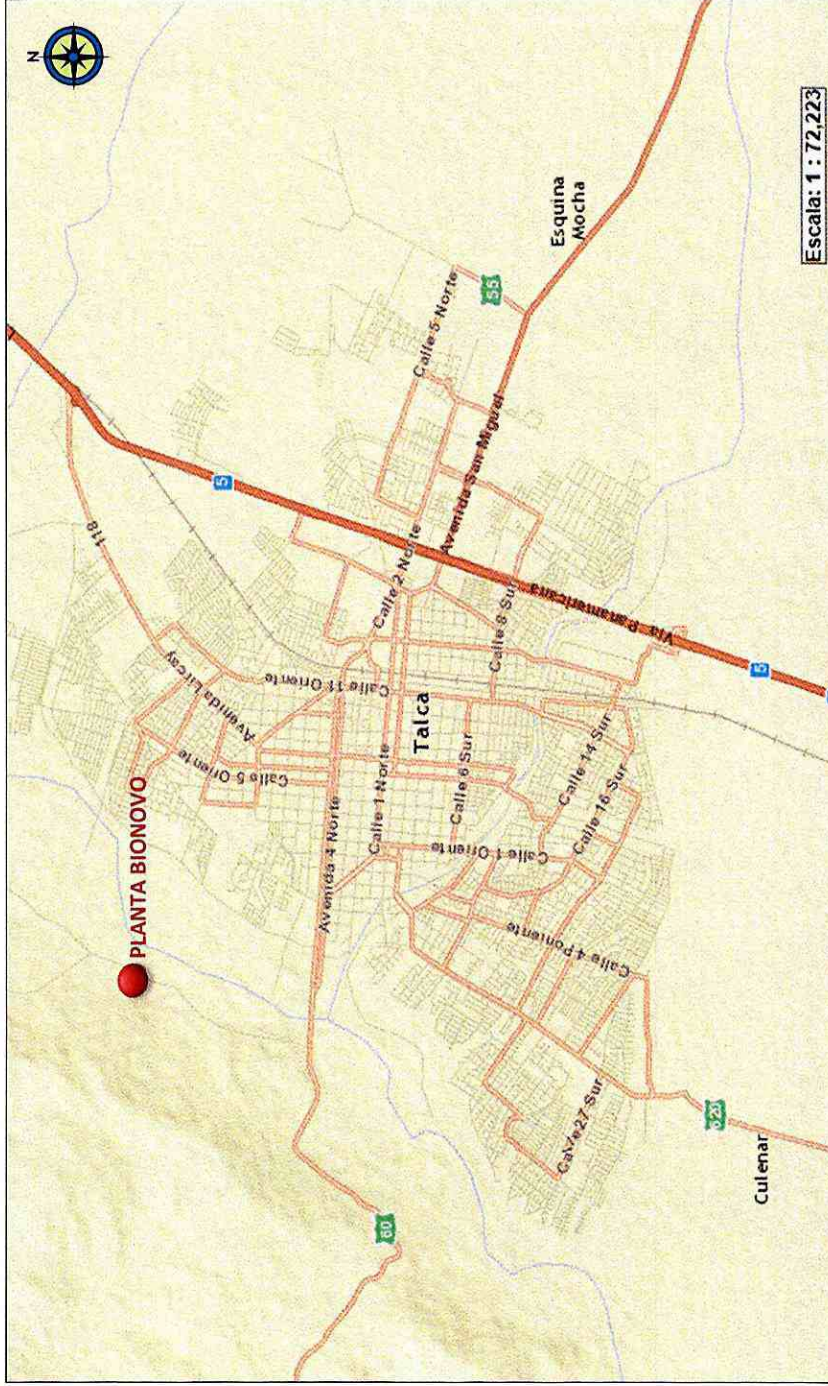 N
PLANTA BIONOVO
118
5
Avenida Lircay
Calle 5 Oriente
Calle 11 Oriente
Calle 2 Norte
Calle 5 Norte
55
Esquina
Mocha
Avenida San Miguel
Avenida 4 Norte
Calle 1 Norte
Talca
Calle 8 Sur
Calle 6 Sur
Calle 1 Oriente
Calle 14 Sur
Calle 16 Sur
Vía Panamericana
5
Calle 4 Poniente
Calle 27 Sur
60
620
Culenar
Escala: 1 : 72,223